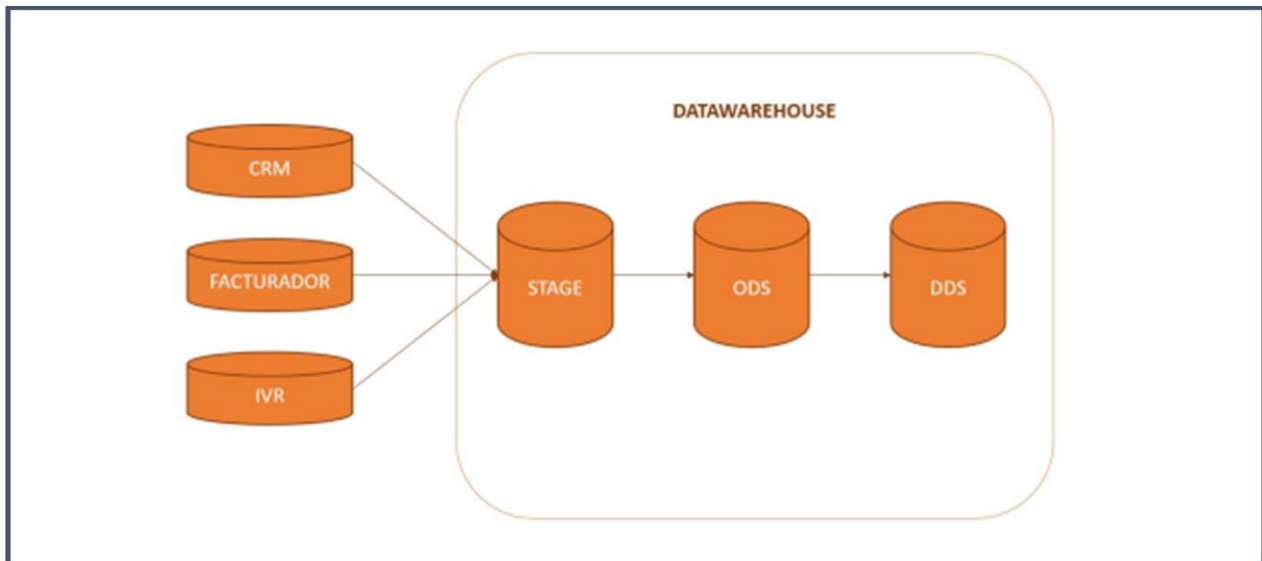 DATAWAREHOUSE
CRM
FACTURADOR
IVR
STAGE
ODS
DDS